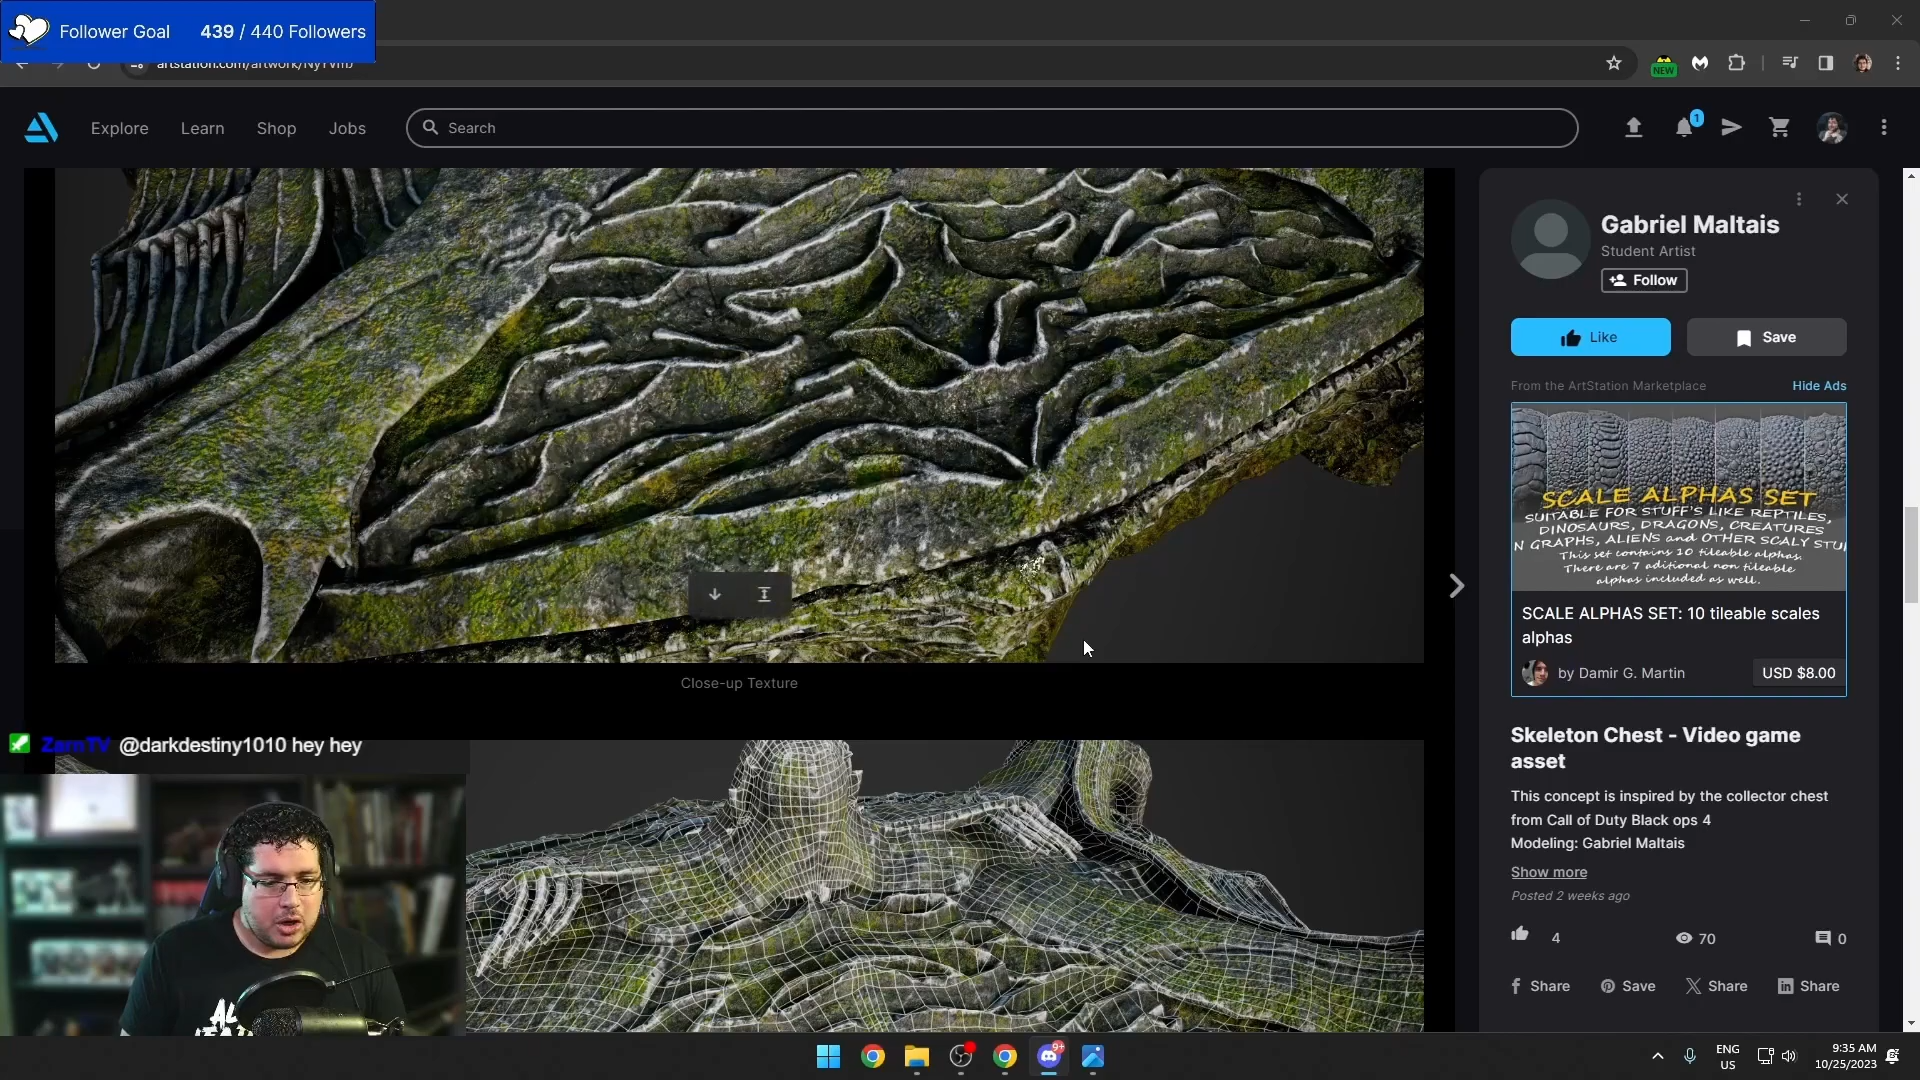 Follower Goal 439 / 440 Followers
Explore Learn Shop Jobs Search
1
NEW
Gabriel Maltais
Student Artist
Follow
Like Save
From the ArtStation Marketplace Hide Ads
SCALE ALPHAS SET
SUITABLE FOR STUFF'S LIKE REPTILES,
DINOSAURS, DRAGONS, CREATURES
N GRAPHS, ALIENS and OTHER SCALY STU
This set contains 10 tileable alphas.
There are 7 aditional non tileable
alphas included as well.
SCALE ALPHAS SET: 10 tileable scales
alphas
by Damir G. Martin USD $8.00
Close-up Texture
ZarnTV @darkdestiny1010 hey hey
Skeleton Chest - Video game
asset
This concept is inspired by the collector chest
from Call of Duty Black ops 4
Modeling: Gabriel Maltais
Show more
Posted 2 weeks ago
4 70 0
Share Save Share Share
9+
ENG
US
9:35 AM
10/25/2023